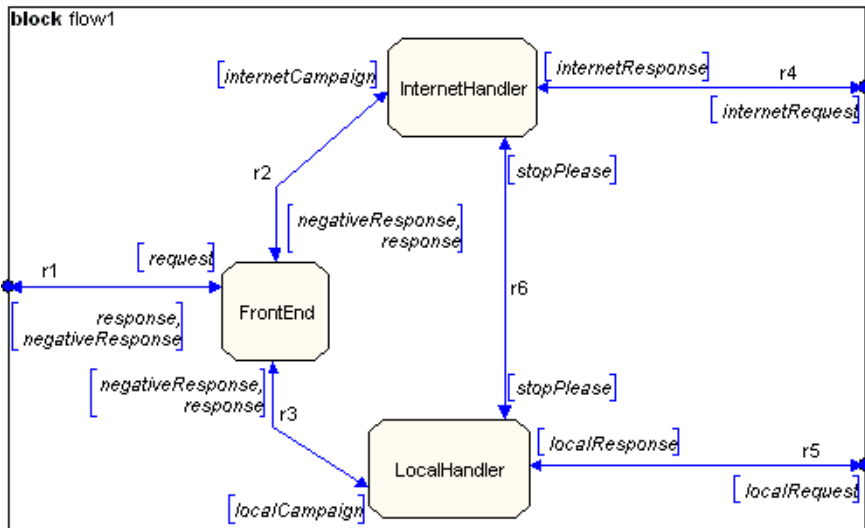 block flow1
[internetCampaign]
InternetHandler
[internetResponse]
r4
[internetRequest]
r2
[stopPlease]
[negativeResponse,
response]
r1
[request]
FrontEnd
r6
[response,
negativeResponse]
[negativeResponse,
response]
r3
[stopPlease]
LocalHandler
[localResponse]
r5
[localRequest]
[localCampaign]